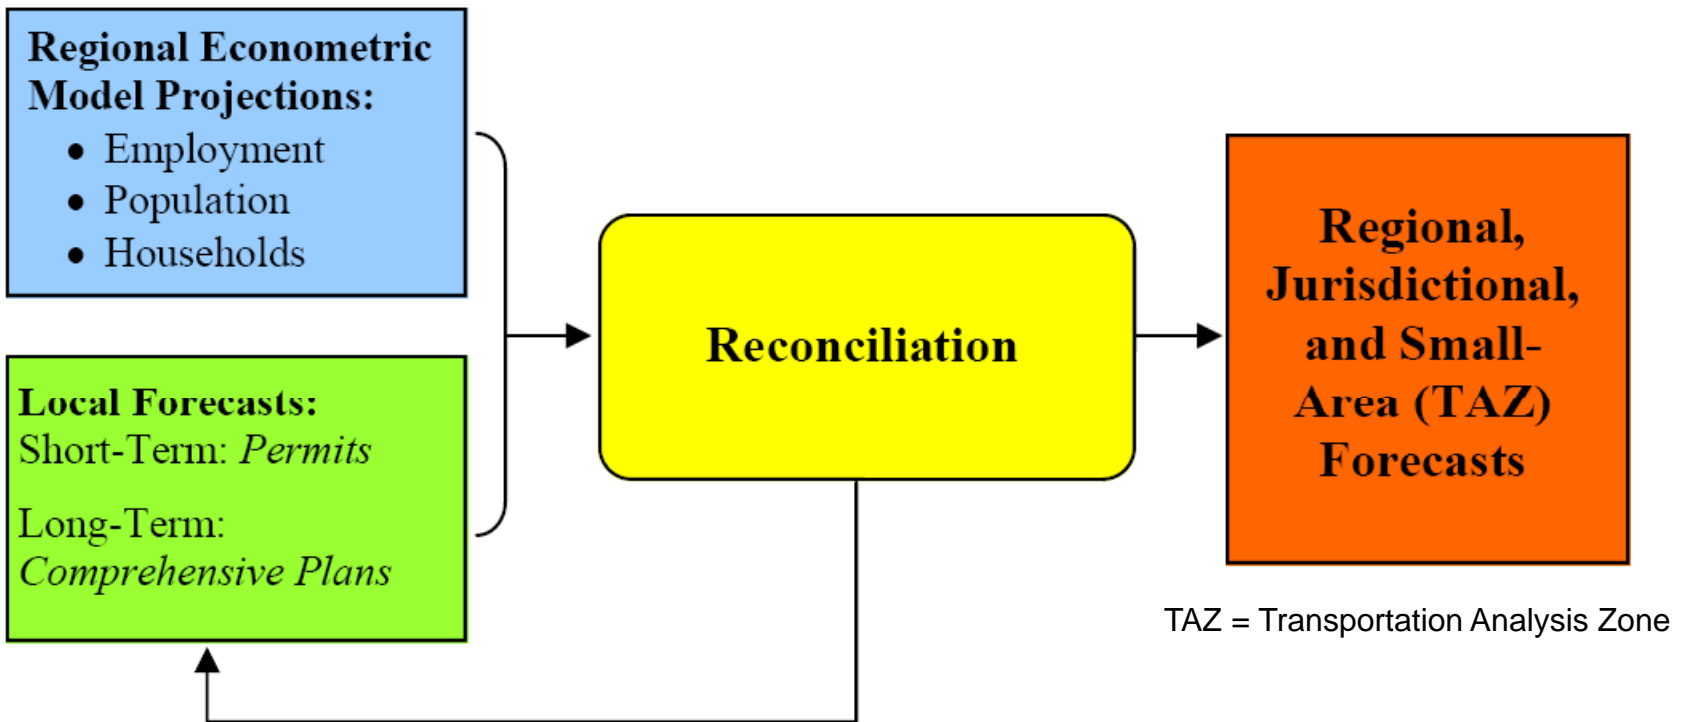 Regional Econometric
Model Projections:
• Employment
• Population
• Households
Local Forecasts:
Short-Term: Permits
Long-Term:
Comprehensive Plans
Reconciliation
Regional,
Jurisdictional,
and Small-
Area (TAZ)
Forecasts
TAZ = Transportation Analysis Zone